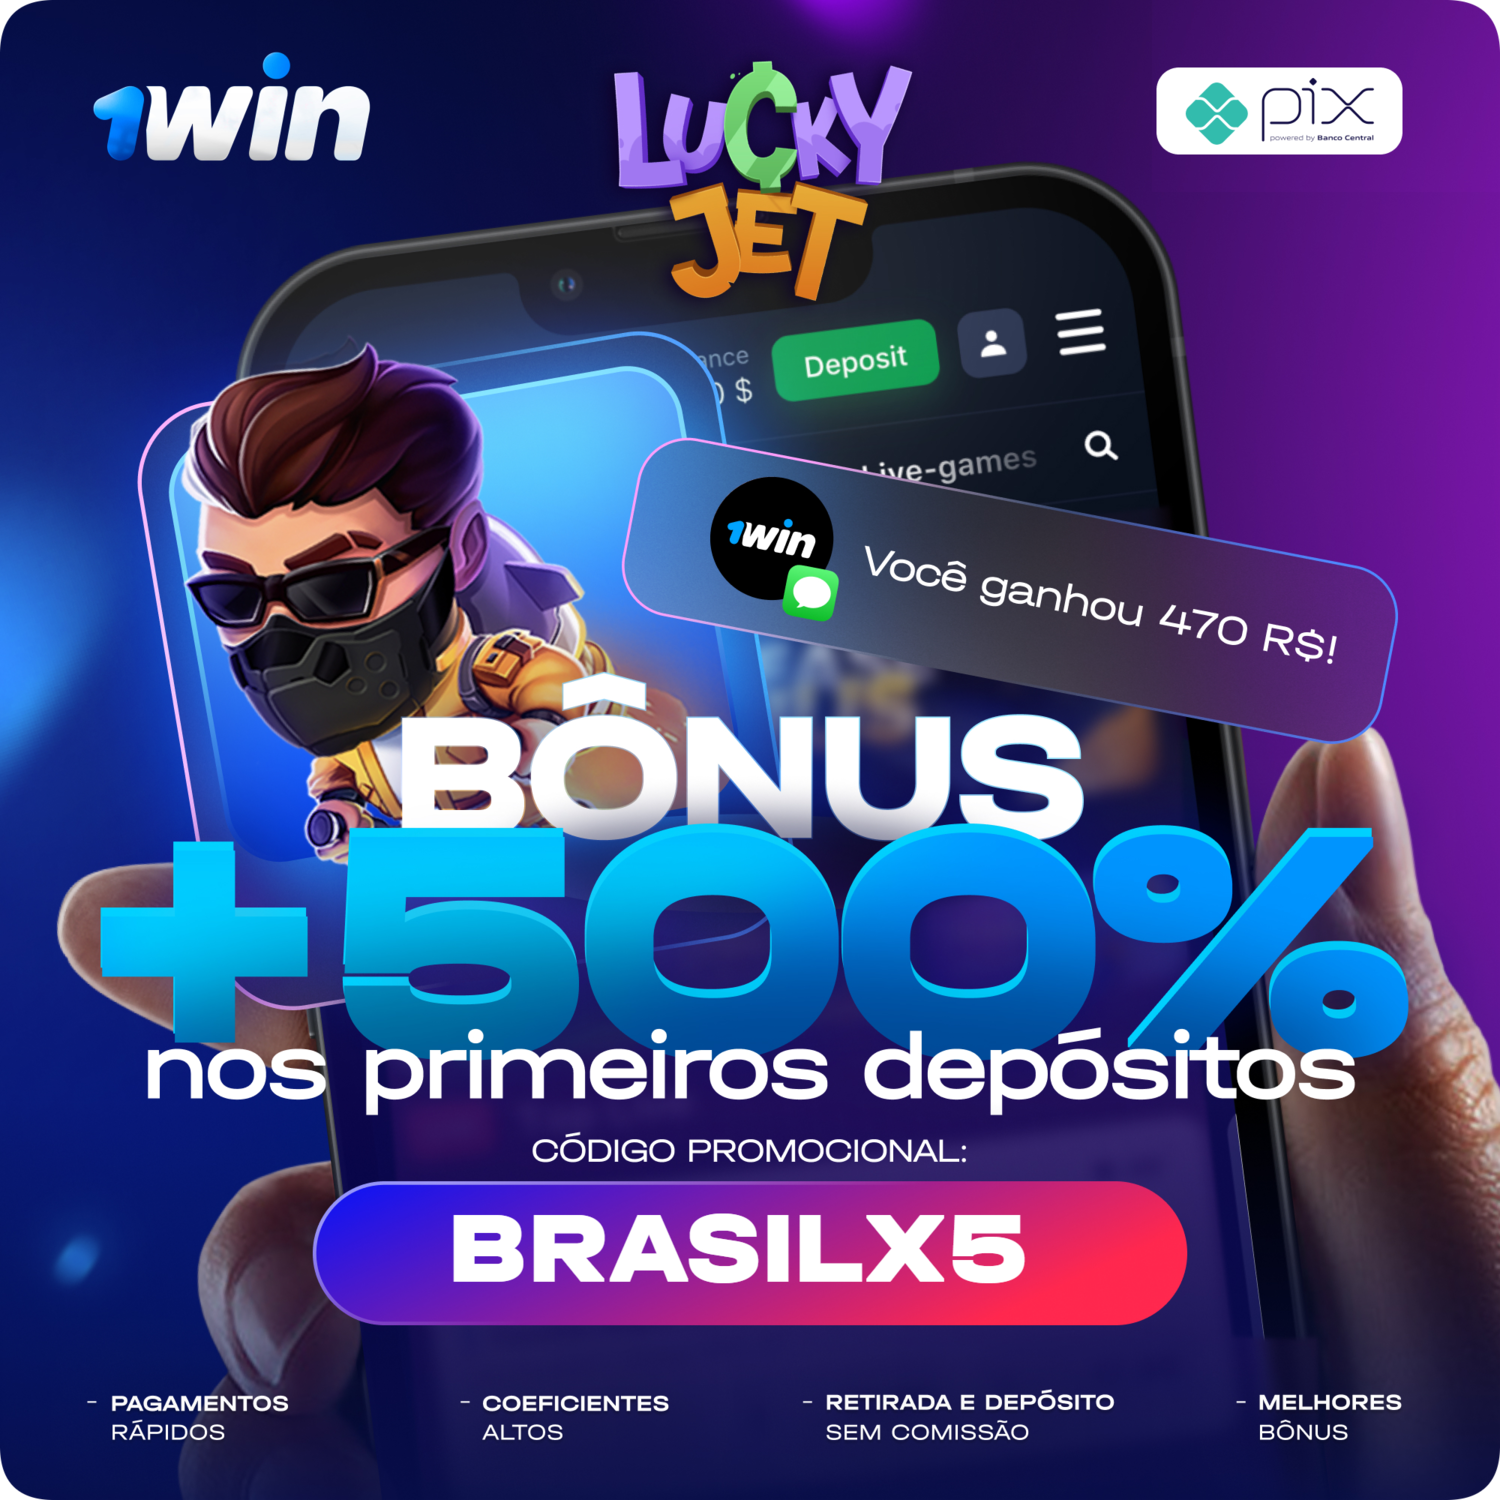 1win
LUCKY
JET
pix
powered by Banco Central
Deposit
$
Live-games
1win
Você ganhou 470 R$!
BÔNUS
+500%
nos primeiros depósitos
CÓDIGO PROMOCIONAL:
BRASILX5
- PAGAMENTOS
RÁPIDOS
- COEFICIENTES
ALTOS
- RETIRADA E DEPÓSITO
SEM COMISSÃO
- MELHORES
BÔNUS